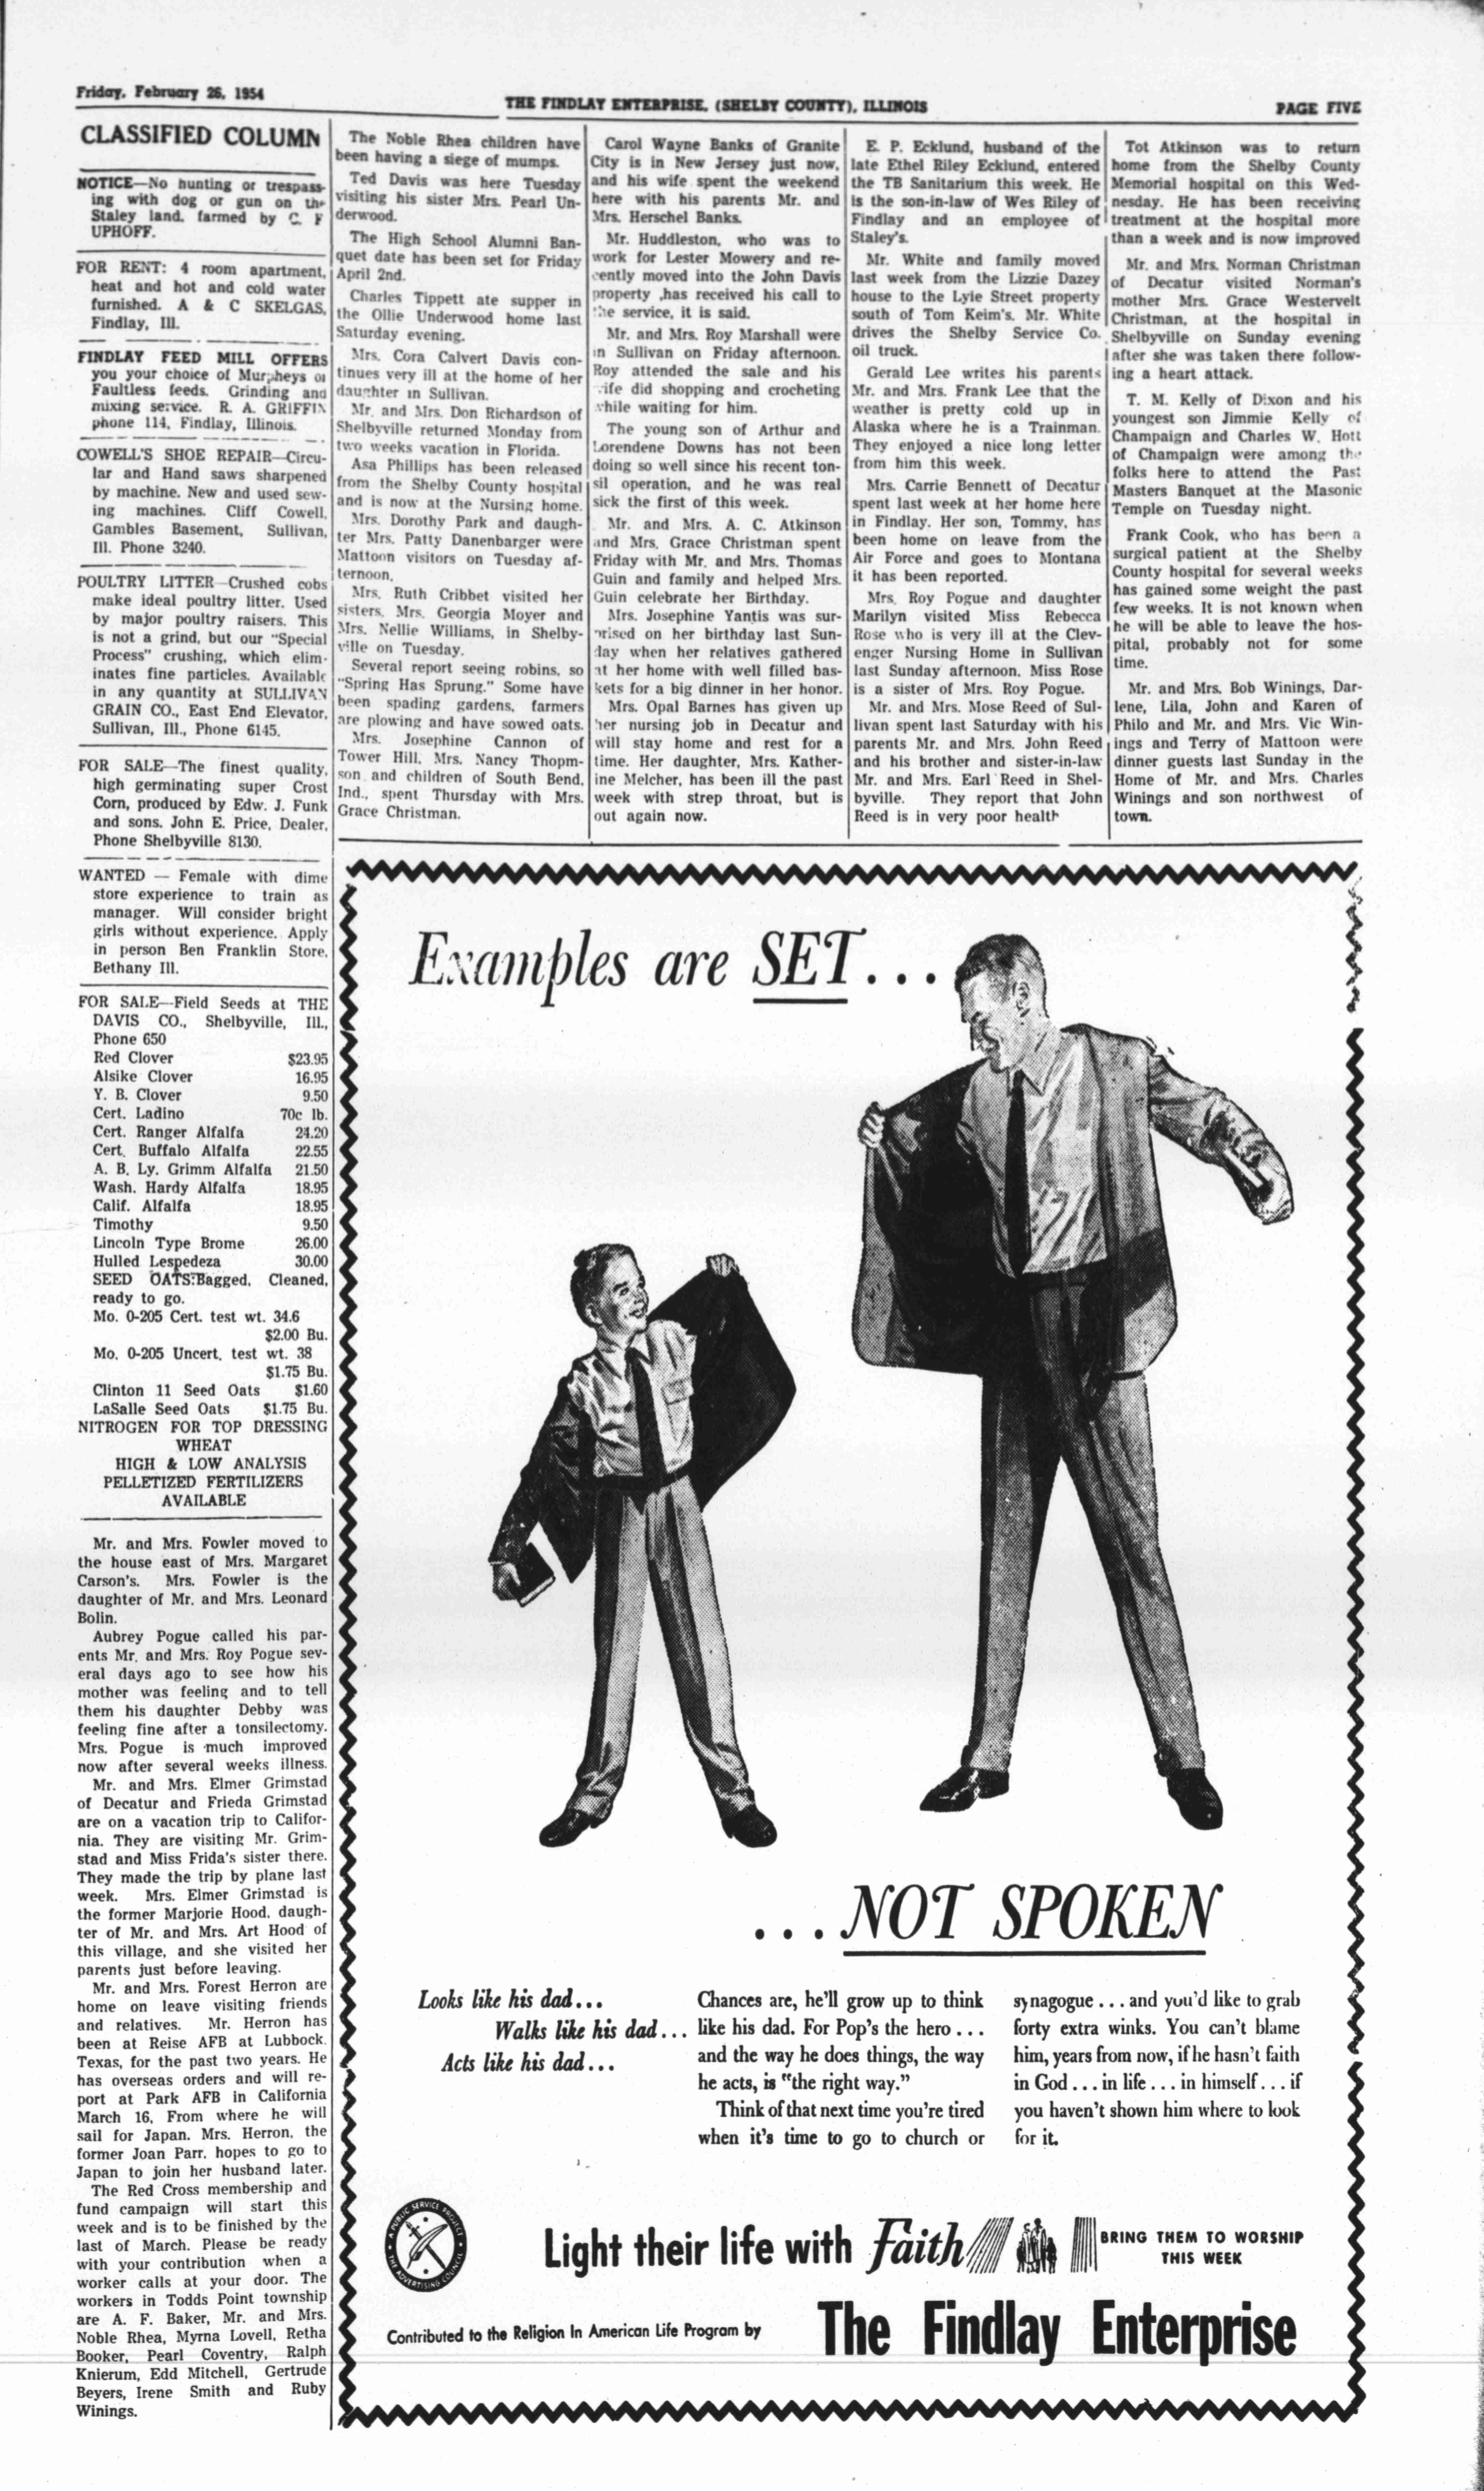 Friday, February 26, 1954
THE FINDLAY ENTERPRISE, (SHELBY COUNTY), ILLINOIS
PAGE FIVE
CLASSIFIED COLUMN
NOTICE—No hunting or trespass-
ing with dog or gun on the
Staley land, farmed by C. F
UPHOFF.
FOR RENT: 4 room apartment,
heat and hot and cold water
furnished. A & C SKELGAS,
Findlay, Ill.
FINDLAY FEED MILL OFFERS
you your choice of Murpheys or
Faultless feeds. Grinding and
mixing service. R. A. GRIFFIN
phone 114, Findlay, Illinois.
COWELL'S SHOE REPAIR—Circu-
lar and Hand saws sharpened
by machine. New and used sew-
ing machines. Cliff Cowell,
Gambles Basement, Sullivan,
Ill. Phone 3240.
POULTRY LITTER—Crushed cobs
make ideal poultry litter. Used
by major poultry raisers. This
is not a grind, but our "Special
Process" crushing, which elim-
inates fine particles. Available
in any quantity at SULLIVAN
GRAIN CO., East End Elevator,
Sullivan, Ill., Phone 6145.
FOR SALE—The finest quality,
high germinating super Crost
Corn, produced by Edw. J. Funk
and sons. John E. Price, Dealer,
Phone Shelbyville 8130.
WANTED — Female with dime
store experience to train as
manager. Will consider bright
girls without experience. Apply
in person Ben Franklin Store,
Bethany Ill.
FOR SALE—Field Seeds at THE
DAVIS CO., Shelbyville, Ill.,
Phone 650
Red Clover $23.95
Alsike Clover 16.95
Y. B. Clover 9.50
Cert. Ladino 70c lb.
Cert. Ranger Alfalfa 24.20
Cert. Buffalo Alfalfa 22.55
A. B. Ly. Grimm Alfalfa 21.50
Wash. Hardy Alfalfa 18.95
Calif. Alfalfa 18.95
Timothy 9.50
Lincoln Type Brome 26.00
Hulled Lespedeza 30.00
SEED OATS:Bagged, Cleaned,
ready to go.
Mo. 0-205 Cert. test wt. 34.6
$2.00 Bu.
Mo. 0-205 Uncert. test wt. 38
$1.75 Bu.
Clinton 11 Seed Oats $1.60
LaSalle Seed Oats $1.75 Bu.
NITROGEN FOR TOP DRESSING
WHEAT
HIGH & LOW ANALYSIS
PELLETIZED FERTILIZERS
AVAILABLE
Mr. and Mrs. Fowler moved to
the house east of Mrs. Margaret
Carson's. Mrs. Fowler is the
daughter of Mr. and Mrs. Leonard
Bolin.
Aubrey Pogue called his par-
ents Mr. and Mrs. Roy Pogue sev-
eral days ago to see how his
mother was feeling and to tell
them his daughter Debby was
feeling fine after a tonsilectomy.
Mrs. Pogue is much improved
now after several weeks illness.
Mr. and Mrs. Elmer Grimstad
of Decatur and Frieda Grimstad
are on a vacation trip to Califor-
nia. They are visiting Mr. Grim-
stad and Miss Frida's sister there.
They made the trip by plane last
week. Mrs. Elmer Grimstad is
the former Marjorie Hood, daugh-
ter of Mr. and Mrs. Art Hood of
this village, and she visited her
parents just before leaving.
Mr. and Mrs. Forest Herron are
home on leave visiting friends
and relatives. Mr. Herron has
been at Reise AFB at Lubbock.
Texas, for the past two years. He
has overseas orders and will re-
port at Park AFB in California
March 16, From where he will
sail for Japan. Mrs. Herron, the
former Joan Parr, hopes to go to
Japan to join her husband later.
The Red Cross membership and
fund campaign will start this
week and is to be finished by the
last of March. Please be ready
with your contribution when a
worker calls at your door. The
workers in Todds Point township
are A. F. Baker, Mr. and Mrs.
Noble Rhea, Myrna Lovell, Retha
Booker, Pearl Coventry, Ralph
Knierum, Edd Mitchell, Gertrude
Beyers, Irene Smith and Ruby
Winings.
The Noble Rhea children have
been having a siege of mumps.
Ted Davis was here Tuesday
visiting his sister Mrs. Pearl Un-
derwood.
The High School Alumni Ban-
quet date has been set for Friday
April 2nd.
Charles Tippett ate supper in
the Ollie Underwood home last
Saturday evening.
Mrs. Cora Calvert Davis con-
tinues very ill at the home of her
daughter in Sullivan.
Mr. and Mrs. Don Richardson of
Shelbyville returned Monday from
two weeks vacation in Florida.
Asa Phillips has been released
from the Shelby County hospital
and is now at the Nursing home.
Mrs. Dorothy Park and daugh-
ter Mrs. Patty Danenbarger were
Mattoon visitors on Tuesday af-
ternoon.
Mrs. Ruth Cribbet visited her
sisters, Mrs. Georgia Moyer and
Mrs. Nellie Williams, in Shelby-
ville on Tuesday.
Several report seeing robins, so
"Spring Has Sprung." Some have
been spading gardens, farmers
are plowing and have sowed oats.
Mrs. Josephine Cannon of
Tower Hill, Mrs. Nancy Thopm-
son and children of South Bend,
Ind., spent Thursday with Mrs.
Grace Christman.
Carol Wayne Banks of Granite
City is in New Jersey just now,
and his wife spent the weekend
here with his parents Mr. and
Mrs. Herschel Banks.
Mr. Huddleston, who was to
work for Lester Mowery and re-
cently moved into the John Davis
property ,has received his call to
the service, it is said.
Mr. and Mrs. Roy Marshall were
in Sullivan on Friday afternoon.
Roy attended the sale and his
wife did shopping and crocheting
while waiting for him.
The young son of Arthur and
Lorendene Downs has not been
doing so well since his recent ton-
sil operation, and he was real
sick the first of this week.
Mr. and Mrs. A. C. Atkinson
and Mrs. Grace Christman spent
Friday with Mr. and Mrs. Thomas
Guin and family and helped Mrs.
Guin celebrate her Birthday.
Mrs. Josephine Yantis was sur-
prised on her birthday last Sun-
day when her relatives gathered
at her home with well filled bas-
kets for a big dinner in her honor.
Mrs. Opal Barnes has given up
her nursing job in Decatur and
will stay home and rest for a
time. Her daughter, Mrs. Kather-
ine Melcher, has been ill the past
week with strep throat, but is
out again now.
E. P. Ecklund, husband of the
late Ethel Riley Ecklund, entered
the TB Sanitarium this week. He
is the son-in-law of Wes Riley of
Findlay and an employee of
Staley's.
Mr. White and family moved
last week from the Lizzie Dazey
house to the Lyle Street property
south of Tom Keim's. Mr. White
drives the Shelby Service Co.
oil truck.
Gerald Lee writes his parents
Mr. and Mrs. Frank Lee that the
weather is pretty cold up in
Alaska where he is a Trainman.
They enjoyed a nice long letter
from him this week.
Mrs. Carrie Bennett of Decatur
spent last week at her home here
in Findlay. Her son, Tommy, has
been home on leave from the
Air Force and goes to Montana
it has been reported.
Mrs. Roy Pogue and daughter
Marilyn visited Miss Rebecca
Rose who is very ill at the Clev-
enger Nursing Home in Sullivan
last Sunday afternoon. Miss Rose
is a sister of Mrs. Roy Pogue.
Mr. and Mrs. Mose Reed of Sul-
livan spent last Saturday with his
parents Mr. and Mrs. John Reed
and his brother and sister-in-law
Mr. and Mrs. Earl Reed in Shel-
byville. They report that John
Reed is in very poor health
Tot Atkinson was to return
home from the Shelby County
Memorial hospital on this Wed-
nesday. He has been receiving
treatment at the hospital more
than a week and is now improved
Mr. and Mrs. Norman Christman
of Decatur visited Norman's
mother Mrs. Grace Westervelt
Christman, at the hospital in
Shelbyville on Sunday evening
after she was taken there follow-
ing a heart attack.
T. M. Kelly of Dixon and his
youngest son Jimmie Kelly of
Champaign and Charles W. Hott
of Champaign were among the
folks here to attend the Past
Masters Banquet at the Masonic
Temple on Tuesday night.
Frank Cook, who has been a
surgical patient at the Shelby
County hospital for several weeks
has gained some weight the past
few weeks. It is not known when
he will be able to leave the hos-
pital, probably not for some
time.
Mr. and Mrs. Bob Winings, Dar-
lene, Lila, John and Karen of
Philo and Mr. and Mrs. Vic Win-
ings and Terry of Mattoon were
dinner guests last Sunday in the
Home of Mr. and Mrs. Charles
Winings and son northwest of
town.
Examples are SET...
...NOT SPOKEN
Looks like his dad...
Walks like his dad...
Acts like his dad...
Chances are, he'll grow up to think
like his dad. For Pop's the hero...
and the way he does things, the way
he acts, is "the right way."
Think of that next time you're tired
when it's time to go to church or
synagogue...and you'd like to grab
forty extra winks. You can't blame
him, years from now, if he hasn't faith
in God...in life...in himself...if
you haven't shown him where to look
for it.
A PUBLIC SERVICE PROJECT
THE ADVERTISING COUNCIL
Light their life with Faith
BRING THEM TO WORSHIP
THIS WEEK
Contributed to the Religion In American Life Program by
The Findlay Enterprise